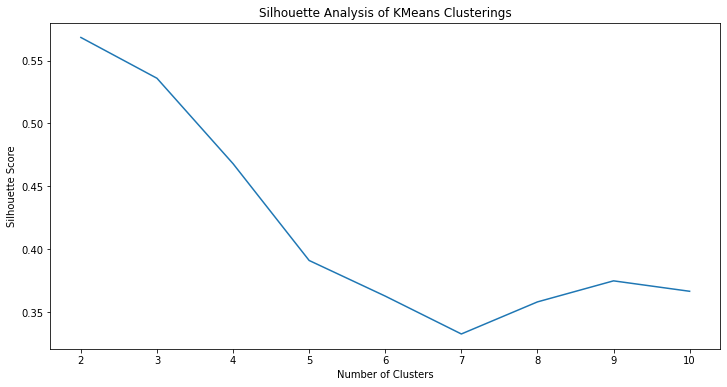 Silhouette Analysis of KMeans Clusterings
Silhouette Score
0.55
0.50
0.45
0.40
0.35
2 3 4 5 6 7 8 9 10
Number of Clusters